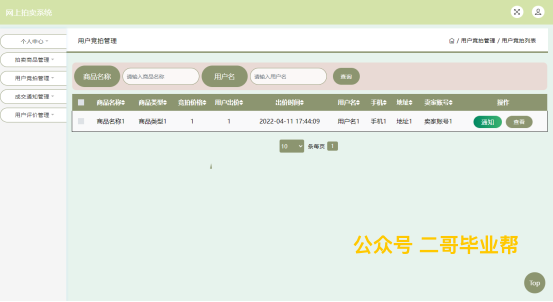 网上拍卖系统
个人中心
用户竞拍管理
/ 用户竞拍管理 / 用户竞拍列表
拍卖商品管理
用户竞拍管理
成交通知管理
用户评价管理
商品名称 请输入商品名称 用户名 请输入用户名 查询
商品名称 商品类型 竞拍价格 用户出价 出价时间 用户名 手机 地址 卖家账号 操作
商品名称1 商品类型1 1 1 2022-04-11 17:44:09 用户名1 手机1 地址1 卖家账号1 通知 查看
10 条每页 1
公众号 二哥毕业帮
Top